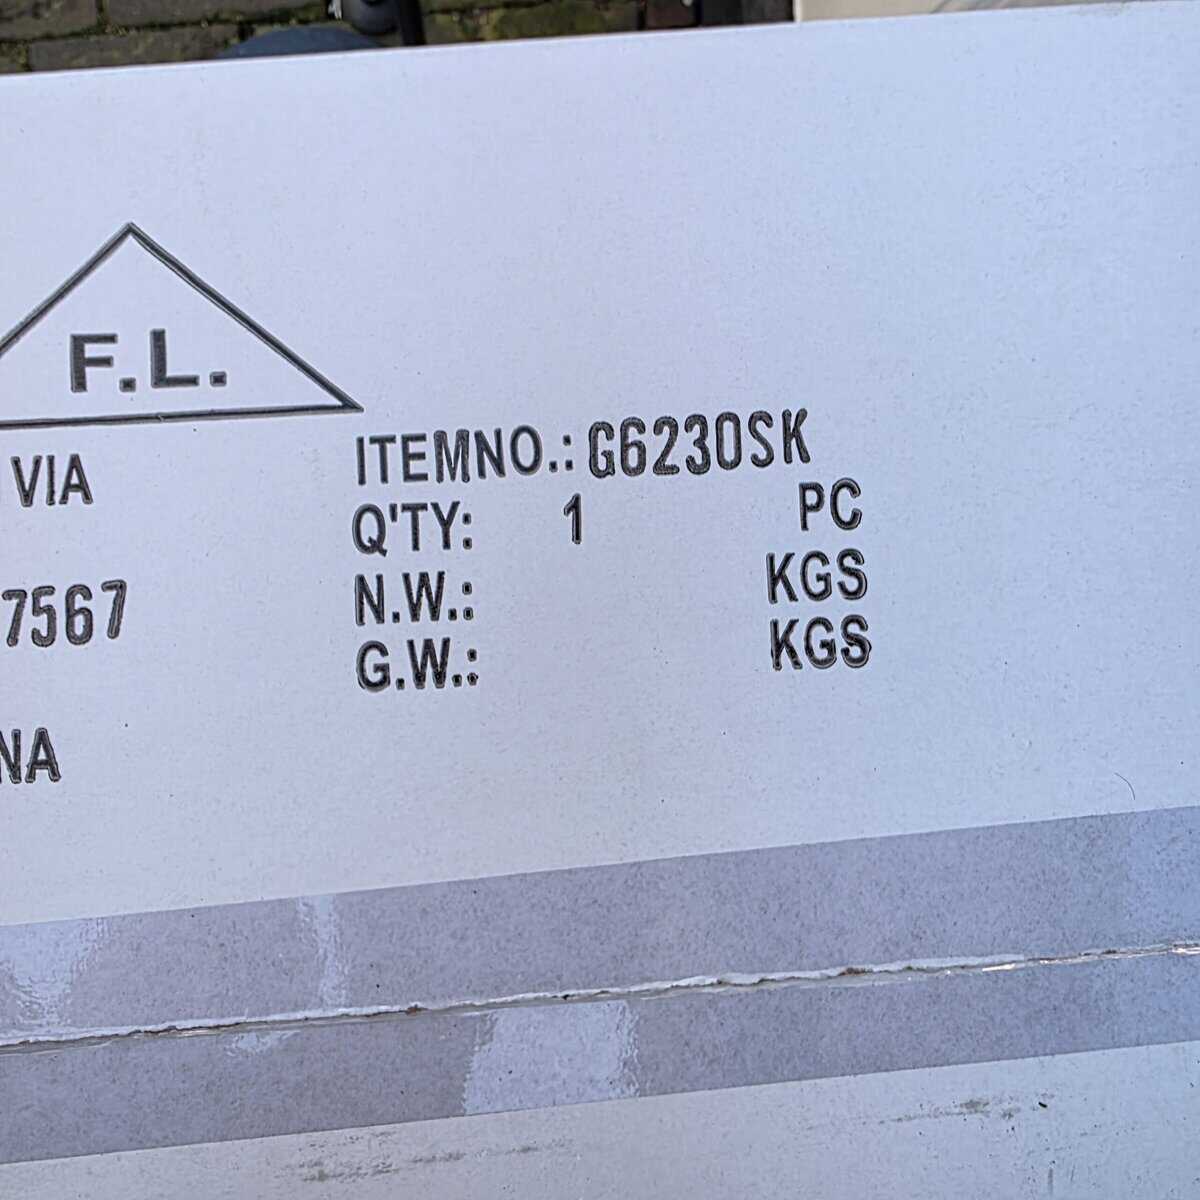 F.L.
VIA
7567
NA
ITEMNO.: G6230SK
Q'TY: 1 PC
N.W.: KGS
G.W.: KGS